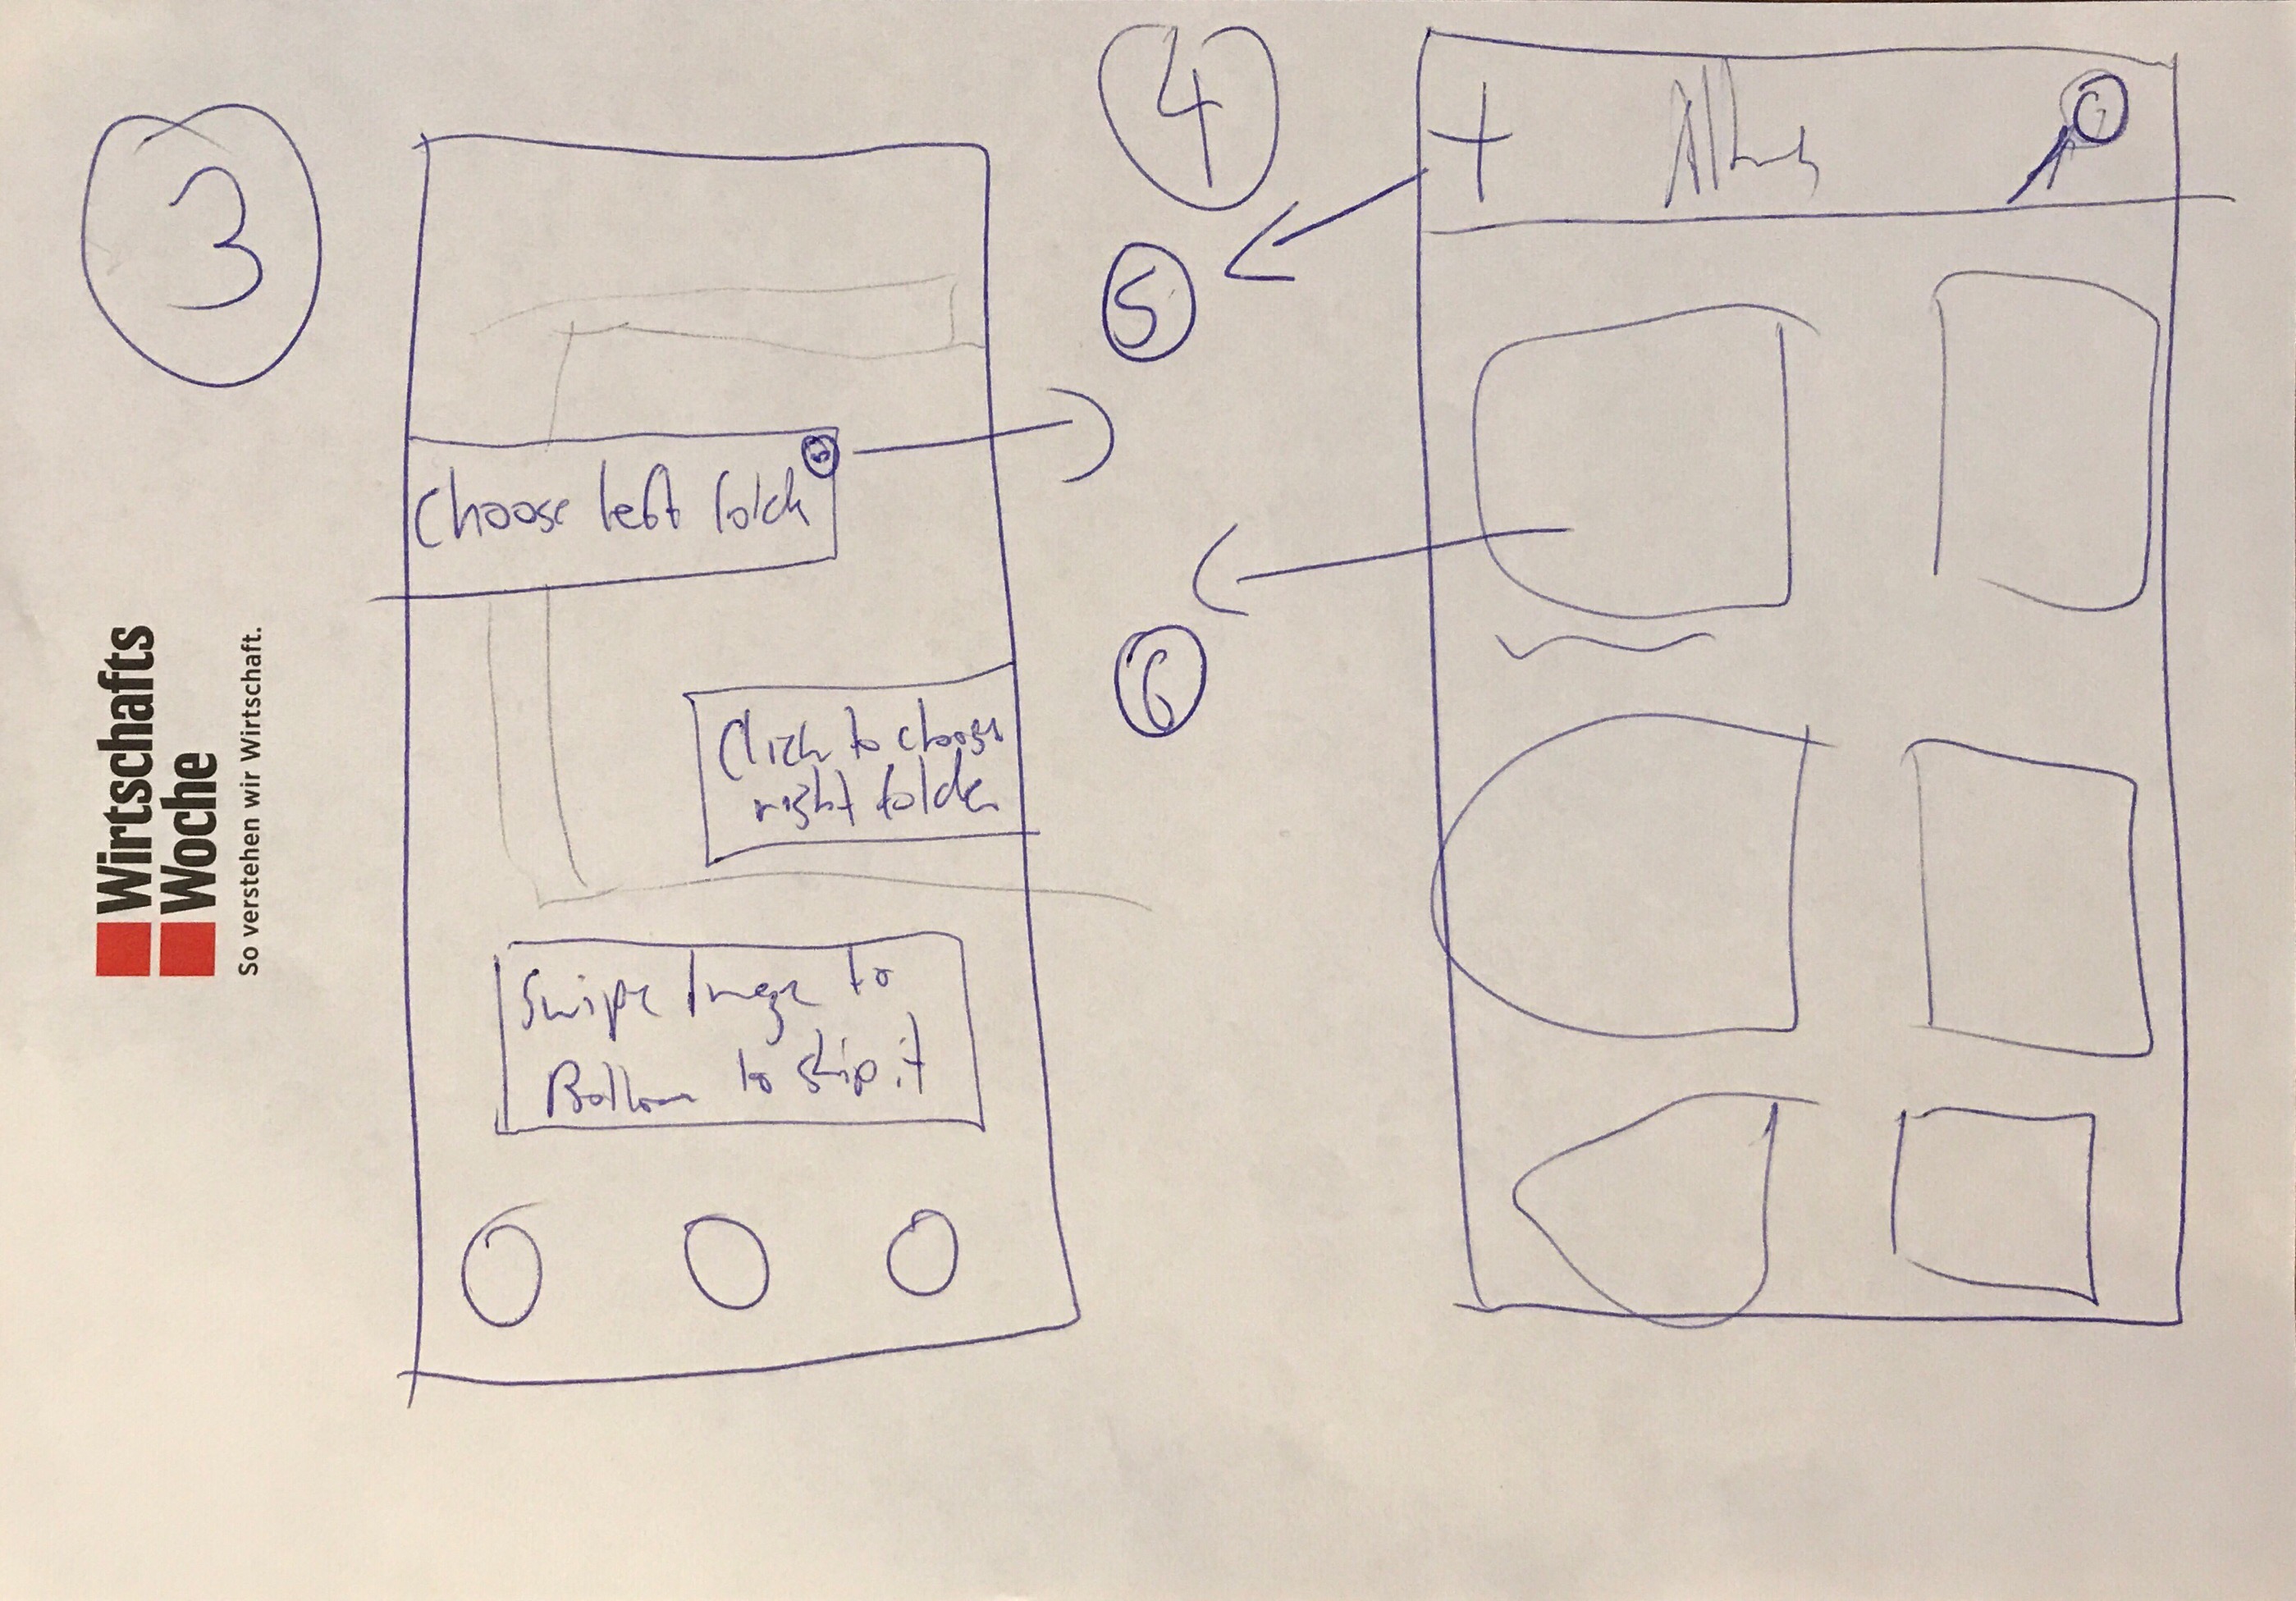 3
Choose left folder
Click to choose
right folder
Swipe Image to
Bottom to skip it
4
+
Albums
5
6
Wirtschafts
Woche
So verstehen wir Wirtschaft.